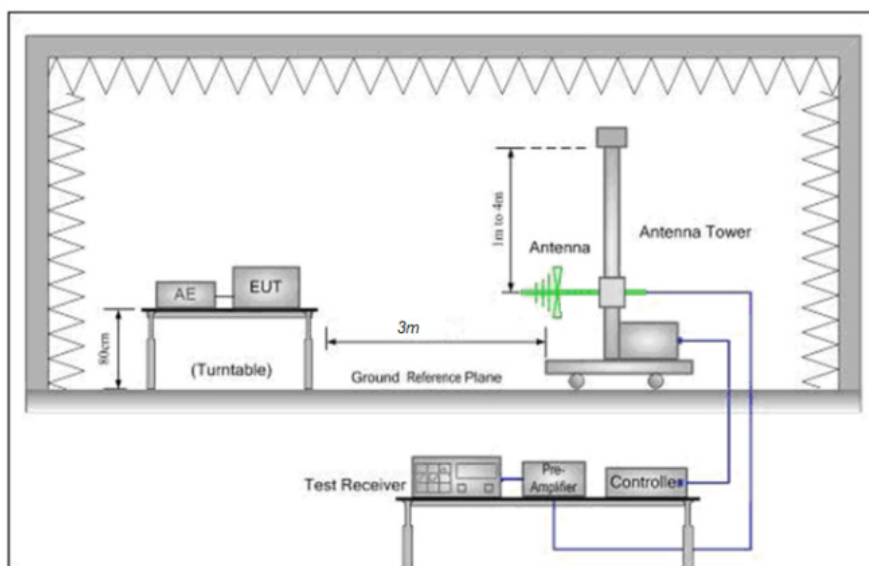 1m to 4m
Antenna
Antenna Tower
AE
EUT
80cm
3m
(Turntable)
Ground Reference Plane
Test Receiver
Pre-
Amplifier
Controller